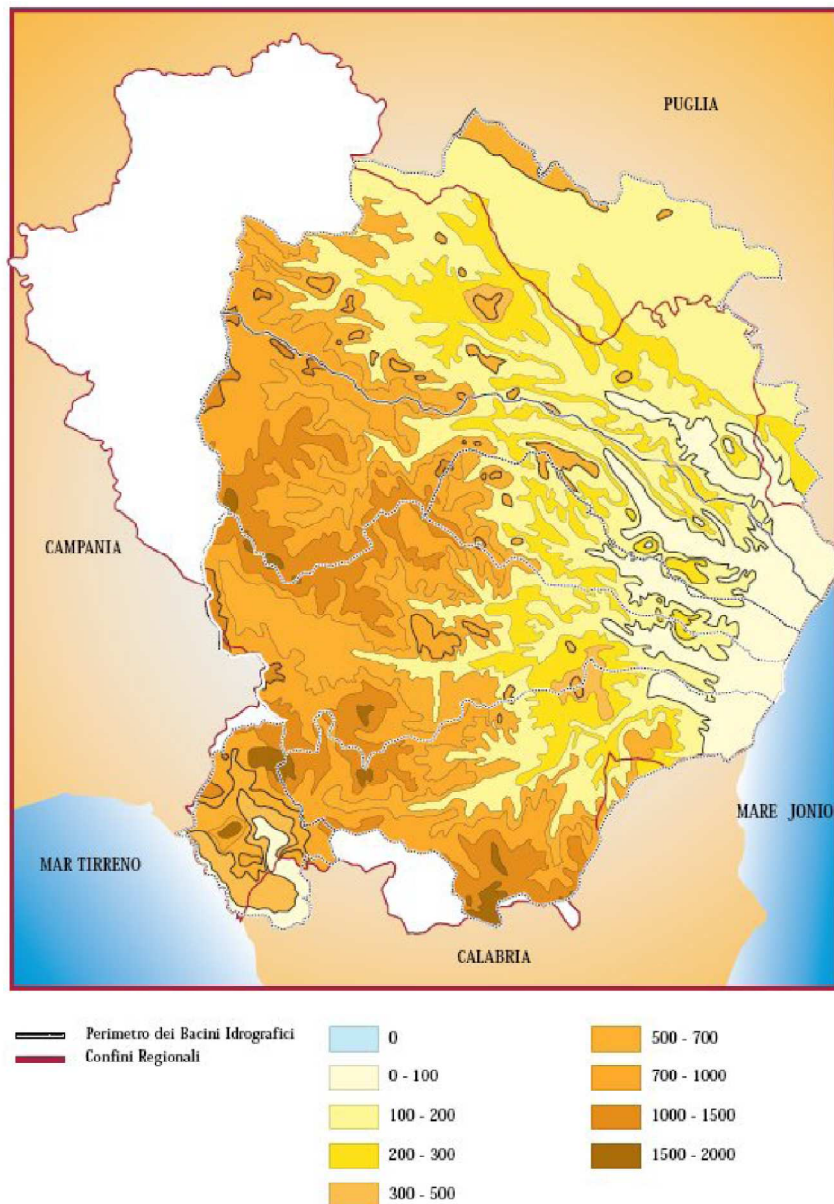 PUGLIA
CAMPANIA
MARE JONIO
MAR TIRRENO
CALABRIA
Perimetro dei Bacini Idrografici
Confini Regionali
0
0 - 100
100 - 200
200 - 300
300 - 500
500 - 700
700 - 1000
1000 - 1500
1500 - 2000